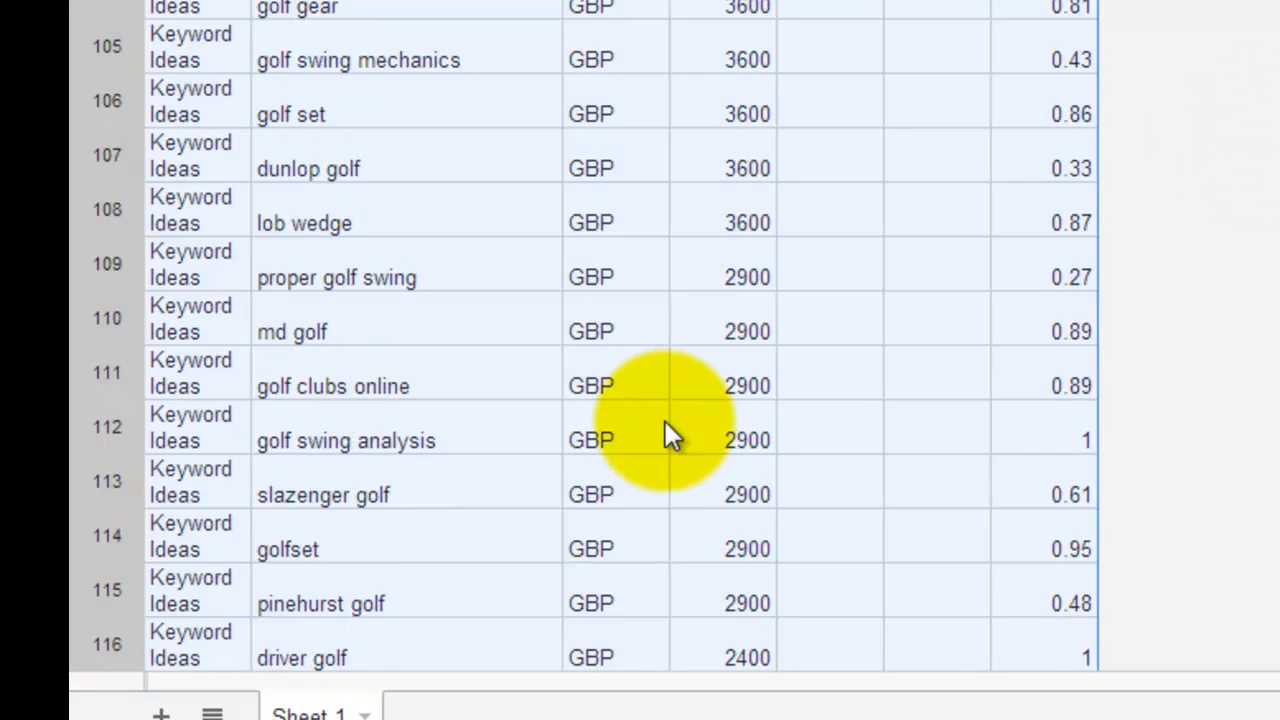 Ideas golf gear GBP 3600 0.81
105 Keyword
Ideas golf swing mechanics GBP 3600 0.43
106 Keyword
Ideas golf set GBP 3600 0.86
107 Keyword
Ideas dunlop golf GBP 3600 0.33
108 Keyword
Ideas lob wedge GBP 3600 0.87
109 Keyword
Ideas proper golf swing GBP 2900 0.27
110 Keyword
Ideas md golf GBP 2900 0.89
111 Keyword
Ideas golf clubs online GBP 2900 0.89
112 Keyword
Ideas golf swing analysis GBP 2900 1
113 Keyword
Ideas slazenger golf GBP 2900 0.61
114 Keyword
Ideas golfset GBP 2900 0.95
115 Keyword
Ideas pinehurst golf GBP 2900 0.48
116 Keyword
Ideas driver golf GBP 2400 1
Sheet 1